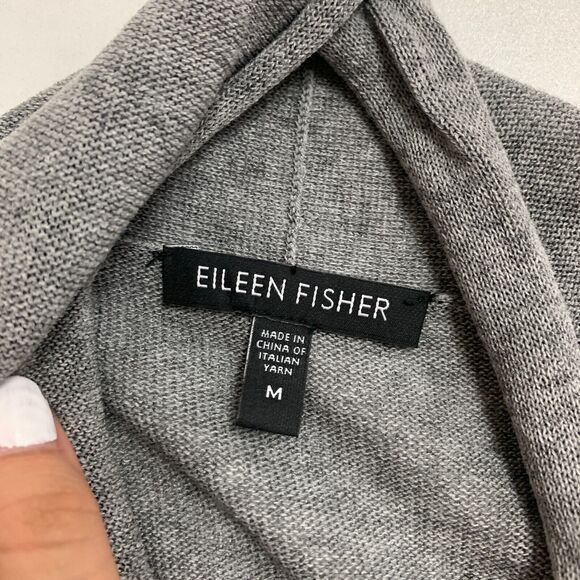 EILEEN FISHER
MADE IN
CHINA OF
ITALIAN
YARN
M